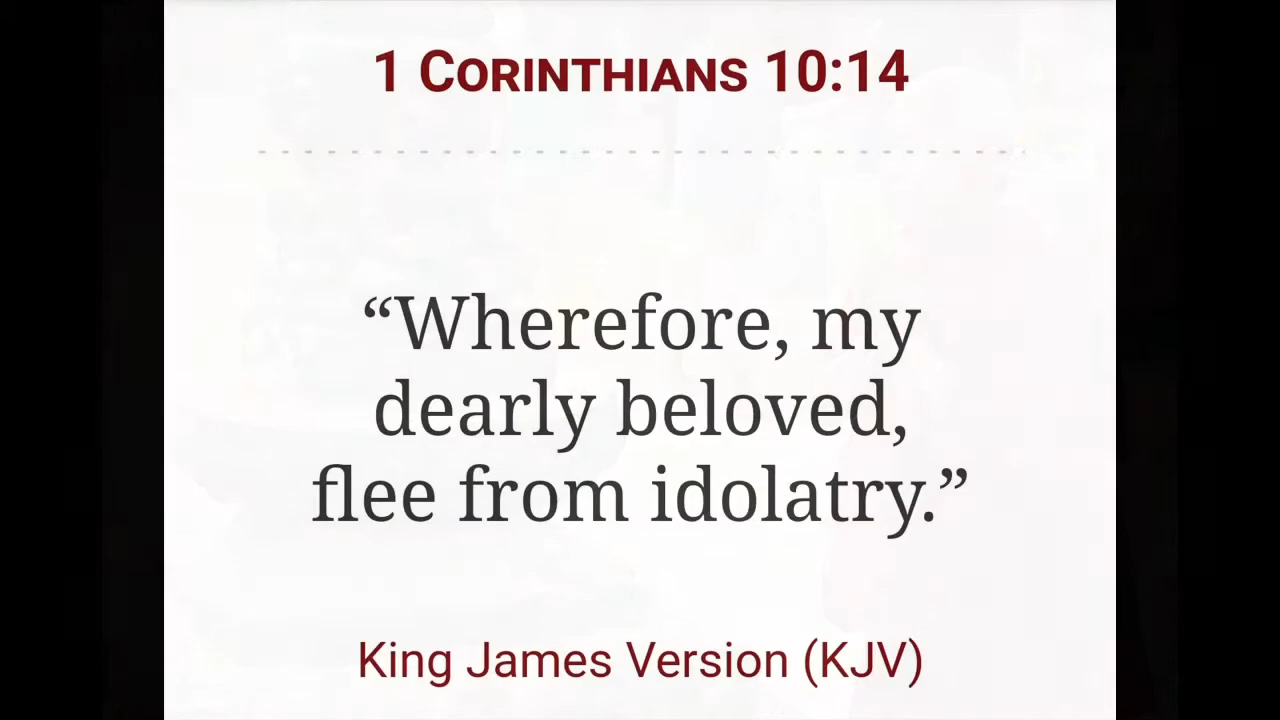 1 Corinthians 10:14
“Wherefore, my
dearly beloved,
flee from idolatry.”
King James Version (KJV)